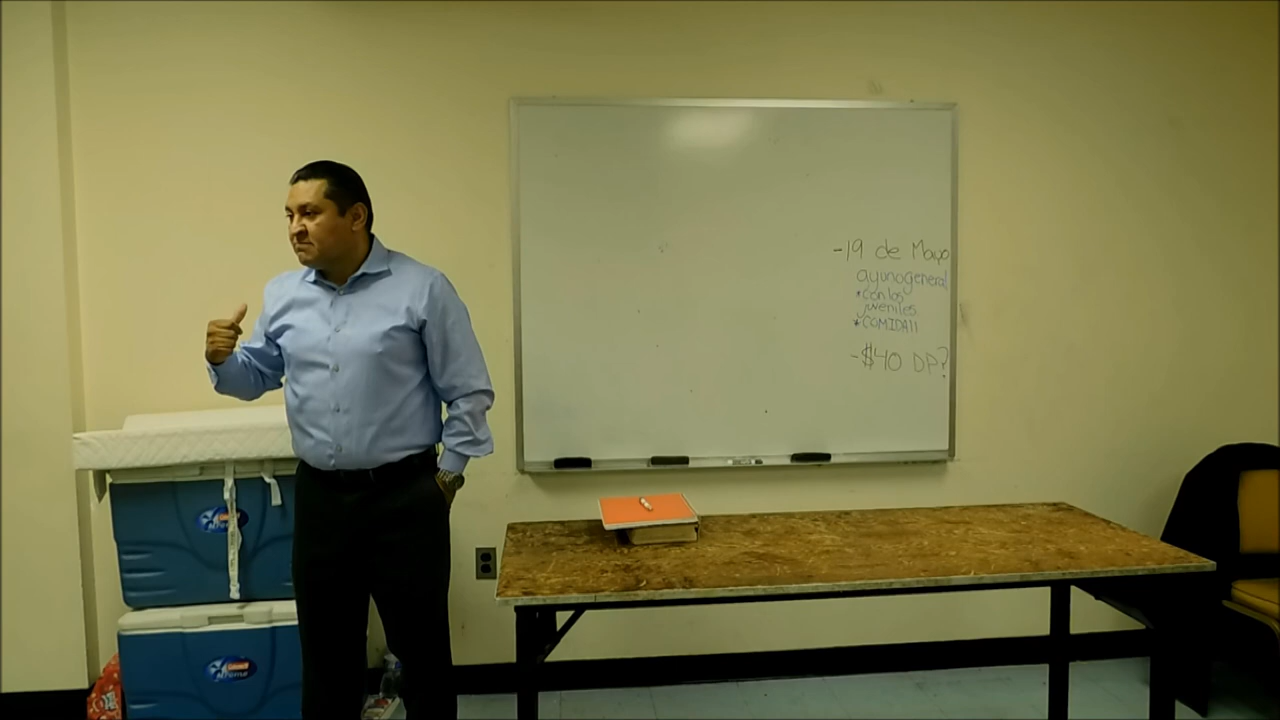 -19 de Mayo
ayuno general
*Con los
juveniles
*COMIDA!!
-$40 DP?